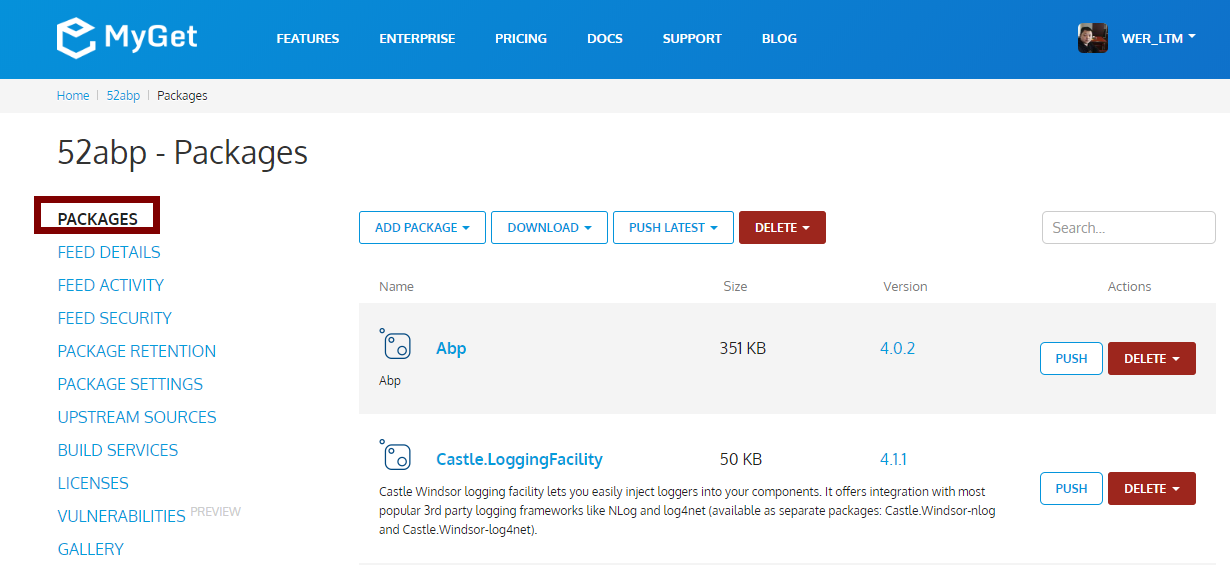 MyGet
FEATURES
ENTERPRISE
PRICING
DOCS
SUPPORT
BLOG
WER_LTM
Home | 52abp | Packages
52abp - Packages
PACKAGES
FEED DETAILS
FEED ACTIVITY
FEED SECURITY
PACKAGE RETENTION
PACKAGE SETTINGS
UPSTREAM SOURCES
BUILD SERVICES
LICENSES
VULNERABILITIES PREVIEW
GALLERY
ADD PACKAGE
DOWNLOAD
PUSH LATEST
DELETE
Search...
Name
Size
Version
Actions
Abp
351 KB
4.0.2
PUSH
DELETE
Abp
Castle.LoggingFacility
50 KB
4.1.1
PUSH
DELETE
Castle Windsor logging facility lets you easily inject loggers into your components. It offers integration with most
popular 3rd party logging frameworks like NLog and log4net (available as separate packages: Castle.Windsor-nlog
and Castle.Windsor-log4net).